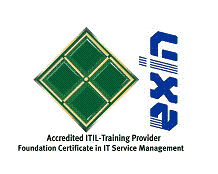 exin
Accredited ITIL-Training Provider
Foundation Certificate in IT Service Management